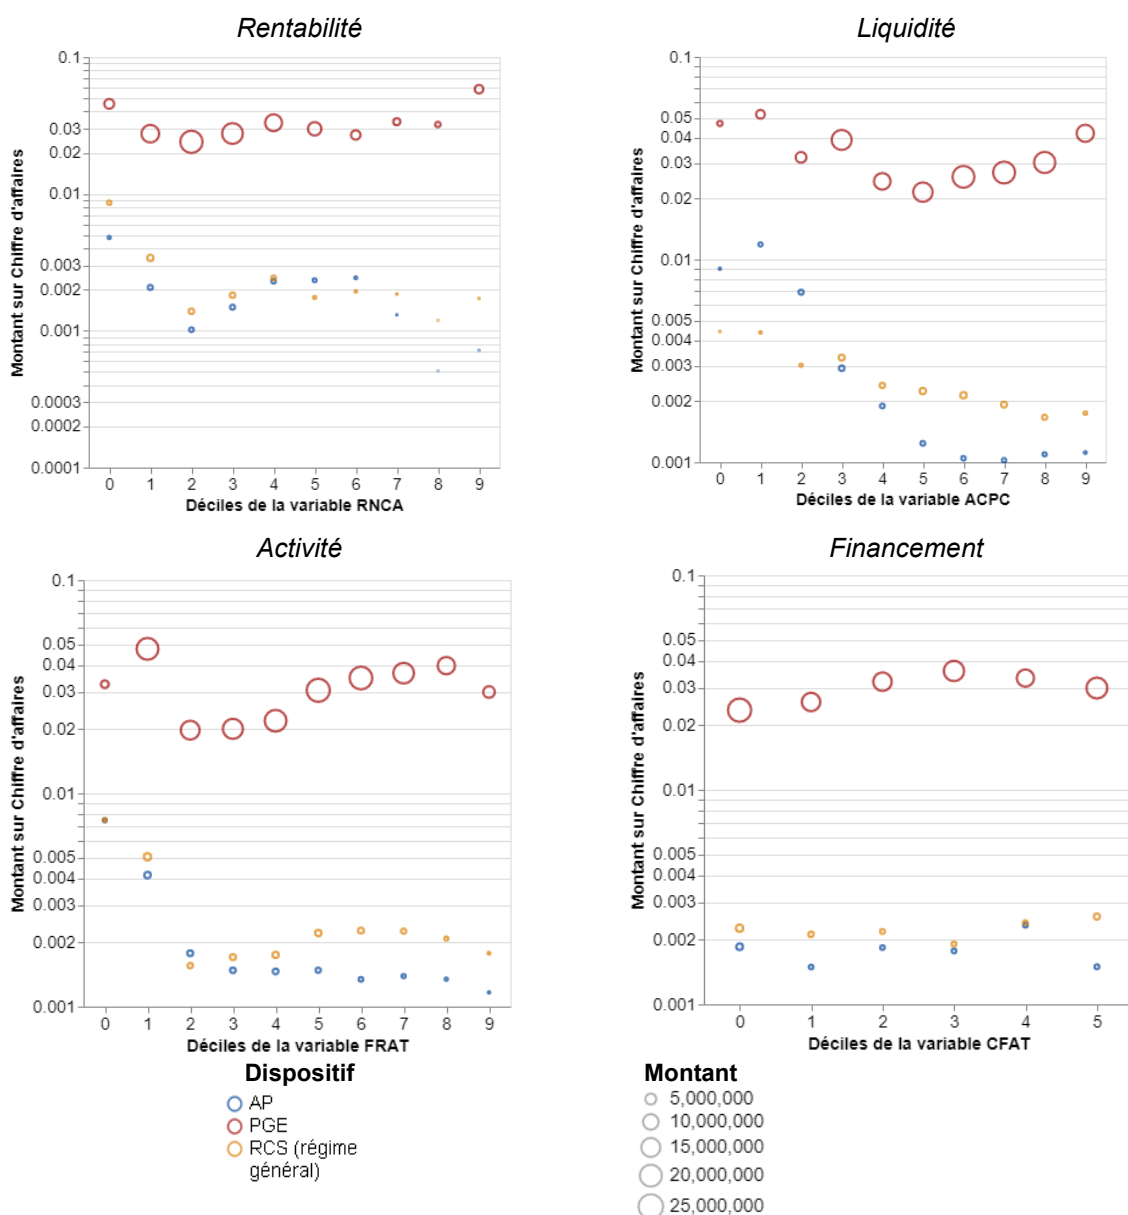 Rentabilité
0.1
0.03
0.02
0.01
0.003
0.002
0.001
0.0003
0.0002
0.0001
Montant sur Chiffre d'affaires
0 1 2 3 4 5 6 7 8 9
Déciles de la variable RNCA
Liquidité
0.1
0.05
0.04
0.03
0.02
0.01
0.005
0.004
0.003
0.002
0.001
Montant sur Chiffre d'affaires
0 1 2 3 4 5 6 7 8 9
Déciles de la variable ACPC
Activité
0.1
0.05
0.04
0.03
0.02
0.01
0.005
0.004
0.003
0.002
0.001
Montant sur Chiffre d'affaires
0 1 2 3 4 5 6 7 8 9
Déciles de la variable FRAT
Financement
0.1
0.05
0.04
0.03
0.02
0.01
0.005
0.004
0.003
0.002
0.001
Montant sur Chiffre d'affaires
0 1 2 3 4 5
Déciles de la variable CFAT
Dispositif
AP
PGE
RCS (régime
général)
Montant
5,000,000
10,000,000
15,000,000
20,000,000
25,000,000